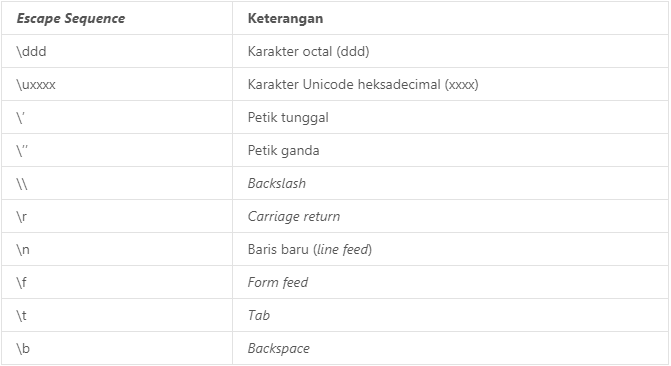 Escape Sequence Keterangan
\ddd Karakter octal (ddd)
\uxxxx Karakter Unicode heksadecimal (xxxx)
\’ Petik tunggal
\’’ Petik ganda
\\ Backslash
\r Carriage return
\n Baris baru (line feed)
\f Form feed
\t Tab
\b Backspace